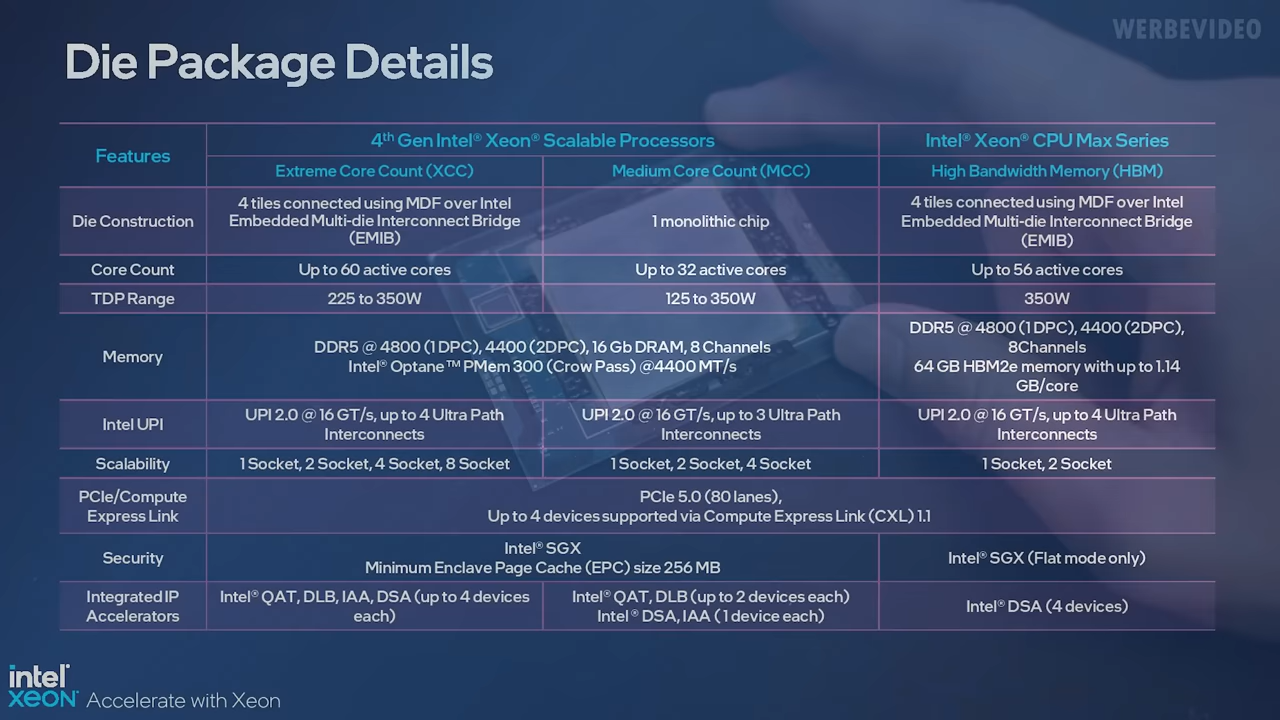 WERBEVIDEO
Die Package Details
Features
4th Gen Intel® Xeon® Scalable Processors
Intel® Xeon® CPU Max Series
Extreme Core Count (XCC)
Medium Core Count (MCC)
High Bandwidth Memory (HBM)
Die Construction
4 tiles connected using MDF over Intel
Embedded Multi-die Interconnect Bridge
(EMIB)
1 monolithic chip
4 tiles connected using MDF over Intel
Embedded Multi-die Interconnect Bridge
(EMIB)
Core Count
Up to 60 active cores
Up to 32 active cores
Up to 56 active cores
TDP Range
225 to 350W
125 to 350W
350W
Memory
DDR5 @ 4800 (1 DPC), 4400 (2DPC), 16 Gb DRAM, 8 Channels
Intel® Optane™ PMem 300 (Crow Pass) @4400 MT/s
DDR5 @ 4800 (1 DPC), 4400 (2DPC),
8Channels
64 GB HBM2e memory with up to 1.14
GB/core
Intel UPI
UPI 2.0 @ 16 GT/s, up to 4 Ultra Path
Interconnects
UPI 2.0 @ 16 GT/s, up to 3 Ultra Path
Interconnects
UPI 2.0 @ 16 GT/s, up to 4 Ultra Path
Interconnects
Scalability
1 Socket, 2 Socket, 4 Socket, 8 Socket
1 Socket, 2 Socket, 4 Socket
1 Socket, 2 Socket
PCIe/Compute
Express Link
PCIe 5.0 (80 lanes),
Up to 4 devices supported via Compute Express Link (CXL) 1.1
Security
Intel® SGX
Minimum Enclave Page Cache (EPC) size 256 MB
Intel® SGX (Flat mode only)
Integrated IP
Accelerators
Intel® QAT, DLB, IAA, DSA (up to 4 devices
each)
Intel® QAT, DLB (up to 2 devices each)
Intel® DSA, IAA (1 device each)
Intel® DSA (4 devices)
intel®
xeon®
Accelerate with Xeon